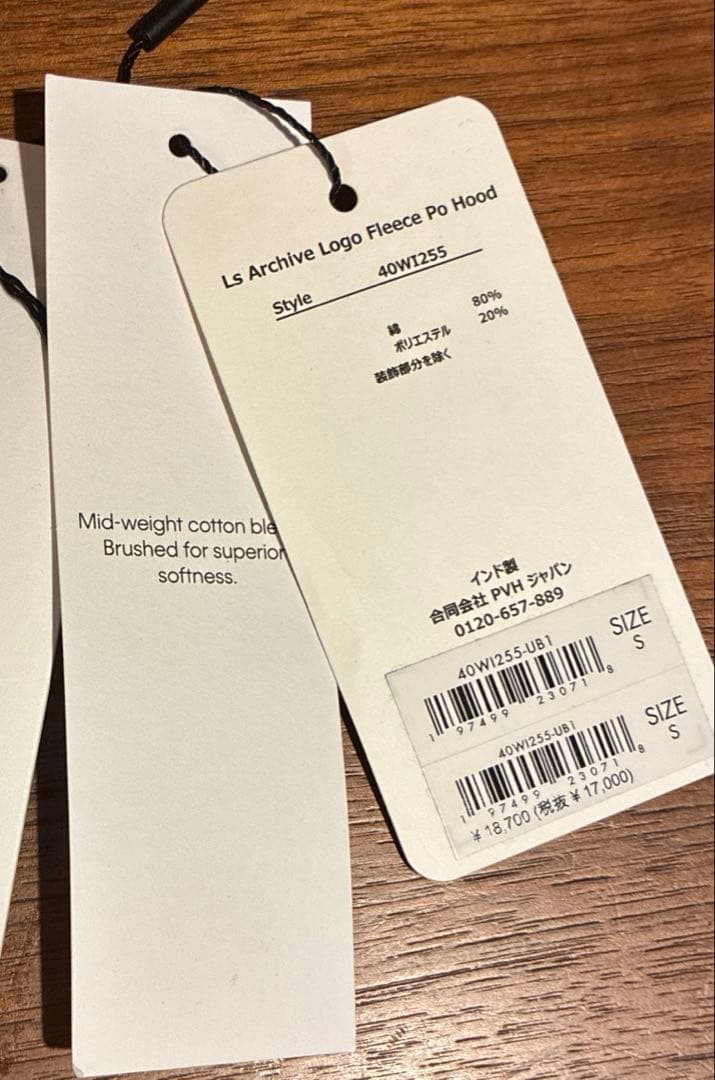 Mid-weight cotton ble
Brushed for superior
softness.
Ls Archive Logo Fleece Po Hood
Style 40WI255
綿 80%
ポリエステル 20%
装飾部分を除く
インド製
合同会社 PVH ジャパン
0120-657-889
40WI255-UB1
SIZE
S
1 97499 23071 8
40WI255-UB1
SIZE
S
1 97499 23071 8
¥18,700 (税抜 ¥17,000)